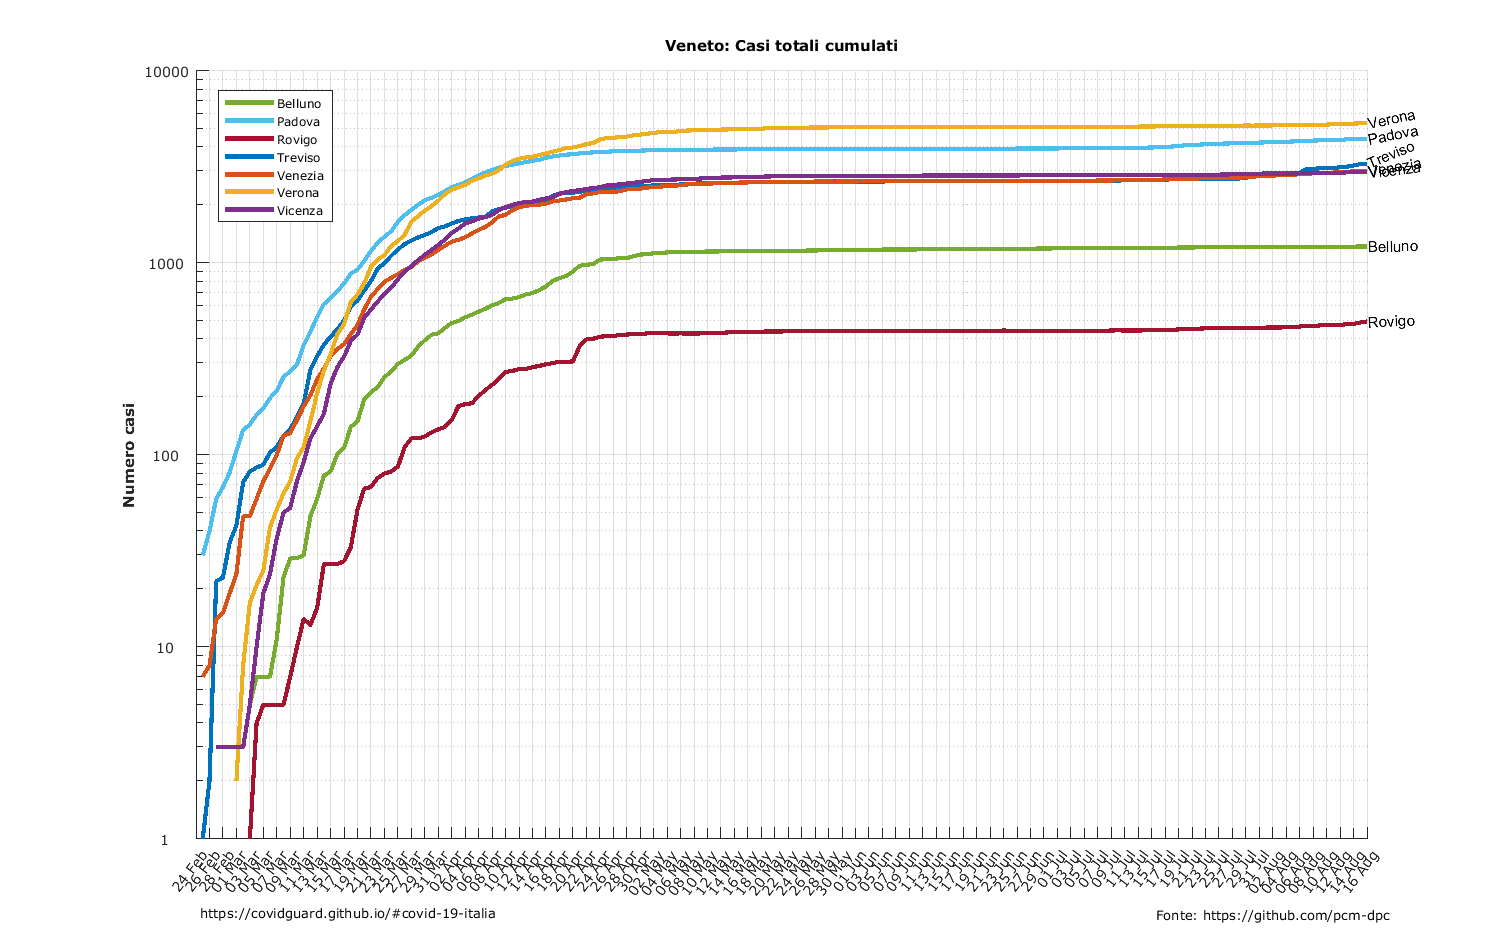 Veneto: Casi totali cumulati
10000
1000
100
10
1
Numero casi
Belluno
Padova
Rovigo
Treviso
Venezia
Verona
Vicenza
Verona
Padova
Treviso
Venezia
Vicenza
Belluno
Rovigo
24 Feb
26 Feb
28 Feb
01 Mar
03 Mar
05 Mar
07 Mar
09 Mar
11 Mar
13 Mar
15 Mar
17 Mar
19 Mar
21 Mar
23 Mar
25 Mar
27 Mar
29 Mar
31 Mar
02 Apr
04 Apr
06 Apr
08 Apr
10 Apr
12 Apr
14 Apr
16 Apr
18 Apr
20 Apr
22 Apr
24 Apr
26 Apr
28 Apr
30 Apr
02 May
04 May
06 May
08 May
10 May
12 May
14 May
16 May
18 May
20 May
22 May
24 May
26 May
28 May
30 May
01 Jun
03 Jun
05 Jun
07 Jun
09 Jun
11 Jun
13 Jun
15 Jun
17 Jun
19 Jun
21 Jun
23 Jun
25 Jun
27 Jun
29 Jun
01 Jul
03 Jul
05 Jul
07 Jul
09 Jul
11 Jul
13 Jul
15 Jul
17 Jul
19 Jul
21 Jul
23 Jul
25 Jul
27 Jul
29 Jul
31 Jul
02 Aug
04 Aug
06 Aug
08 Aug
10 Aug
12 Aug
14 Aug
16 Aug
https://covidguard.github.io/#covid-19-italia
Fonte: https://github.com/pcm-dpc